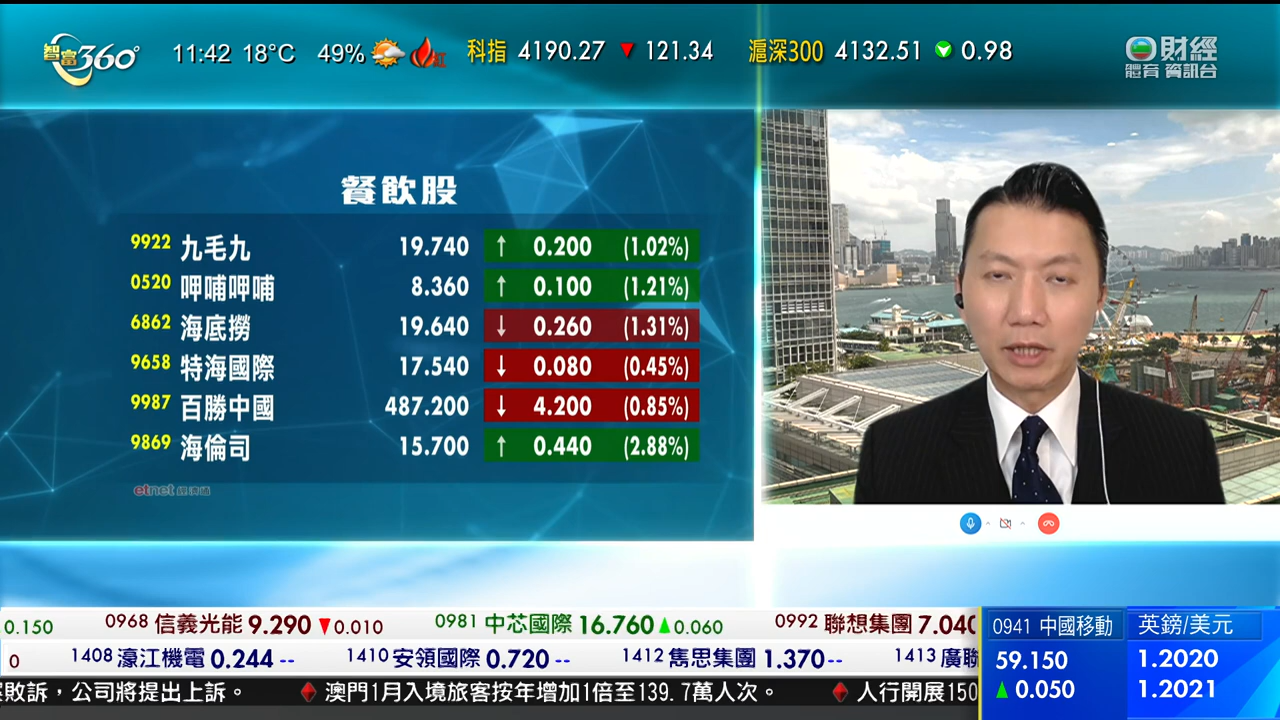 智富360° 11:42 18°C 49% 紅 科指 4190.27 ▼ 121.34 滬深300 4132.51 0.98
財經
體育 資訊台
餐飲股
9922 九毛九 19.740 ↑ 0.200 (1.02%)
0520 呷哺呷哺 8.360 ↑ 0.100 (1.21%)
6862 海底撈 19.640 ↓ 0.260 (1.31%)
9658 特海國際 17.540 ↓ 0.080 (0.45%)
9987 百勝中國 487.200 ↓ 4.200 (0.85%)
9869 海倫司 15.700 ↑ 0.440 (2.88%)
etnet 經濟通
0.150 0968 信義光能 9.290 ▼0.010 0981 中芯國際 16.760▲0.060 0992 聯想集團 7.040
0 1408 濠江機電 0.244 -- 1410 安領國際 0.720 -- 1412 雋思集團 1.370-- 1413 廣聯
敗訴，公司將提出上訴。 澳門1月入境旅客按年增加1倍至139.7萬人次。 人行開展150
0941 中國移動
59.150
▲ 0.050
英鎊/美元
1.2020
1.2021